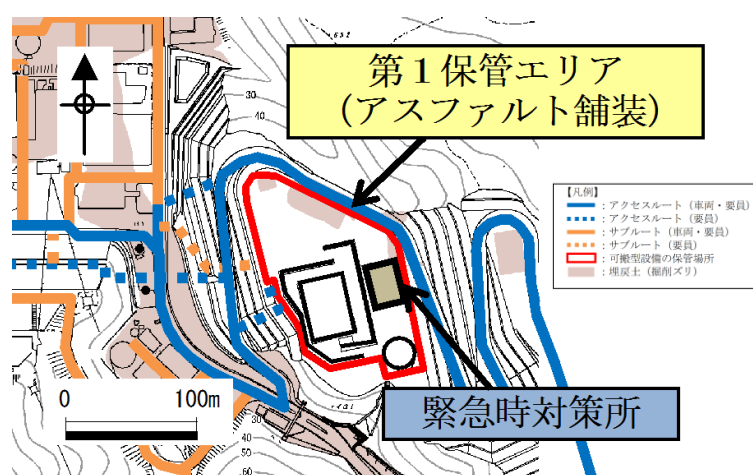 第1保管エリア
(アスファルト舗装)
【凡例】
：アクセスルート（車両・要員）
：アクセスルート（要員）
：サブルート（車両・要員）
：サブルート（要員）
：可搬型設備の保管場所
：埋戻土（掘削ズリ）
30
40
0 100m
緊急時対策所
30
40
50
60